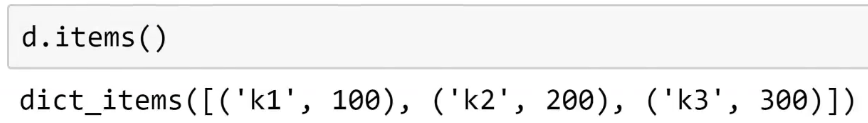 d.items()
dict_items([('k1', 100), ('k2', 200), ('k3', 300)])